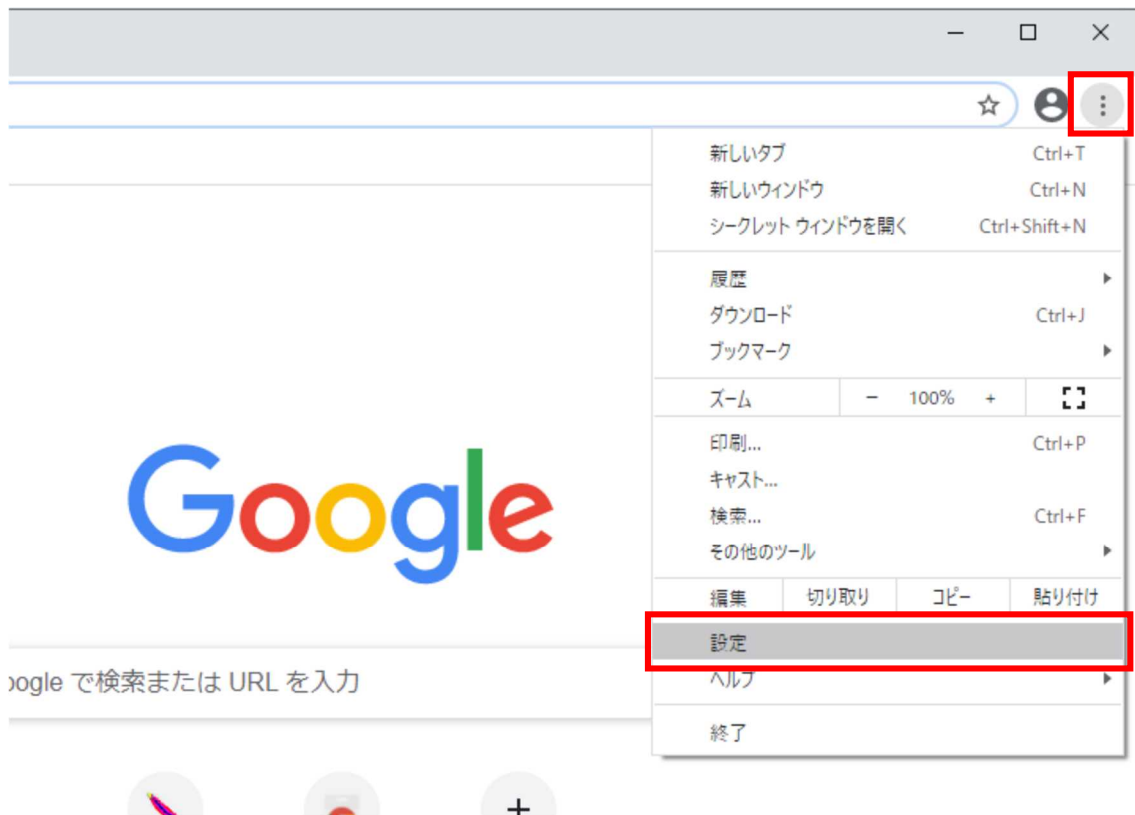 新しいタブ Ctrl+T
新しいウィンドウ Ctrl+N
シークレット ウィンドウを開く Ctrl+Shift+N
履歴
ダウンロード Ctrl+J
ブックマーク
ズーム − 100% +
印刷... Ctrl+P
キャスト...
検索... Ctrl+F
その他のツール
編集 切り取り コピー 貼り付け
設定
ヘルプ
終了
Google
oogle で検索または URL を入力